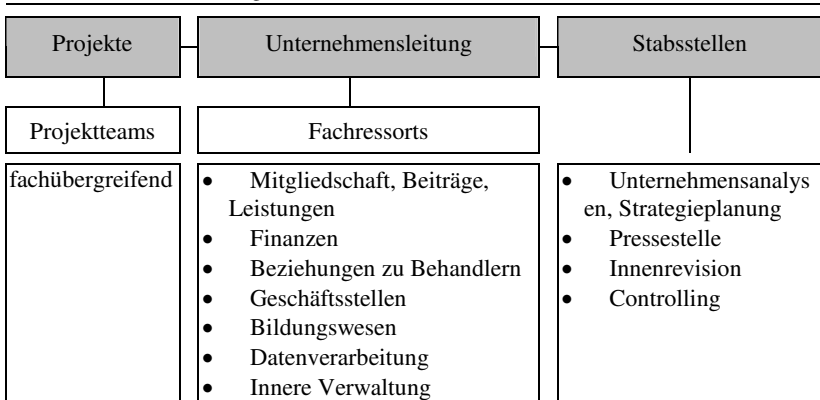 Projekte
Unternehmensleitung
Stabsstellen
Projektteams
Fachressorts
fachübergreifend
• Mitgliedschaft, Beiträge,
Leistungen
• Finanzen
• Beziehungen zu Behandlern
• Geschäftsstellen
• Bildungswesen
• Datenverarbeitung
• Innere Verwaltung
• Unternehmensanalys
en, Strategieplanung
• Pressestelle
• Innenrevision
• Controlling